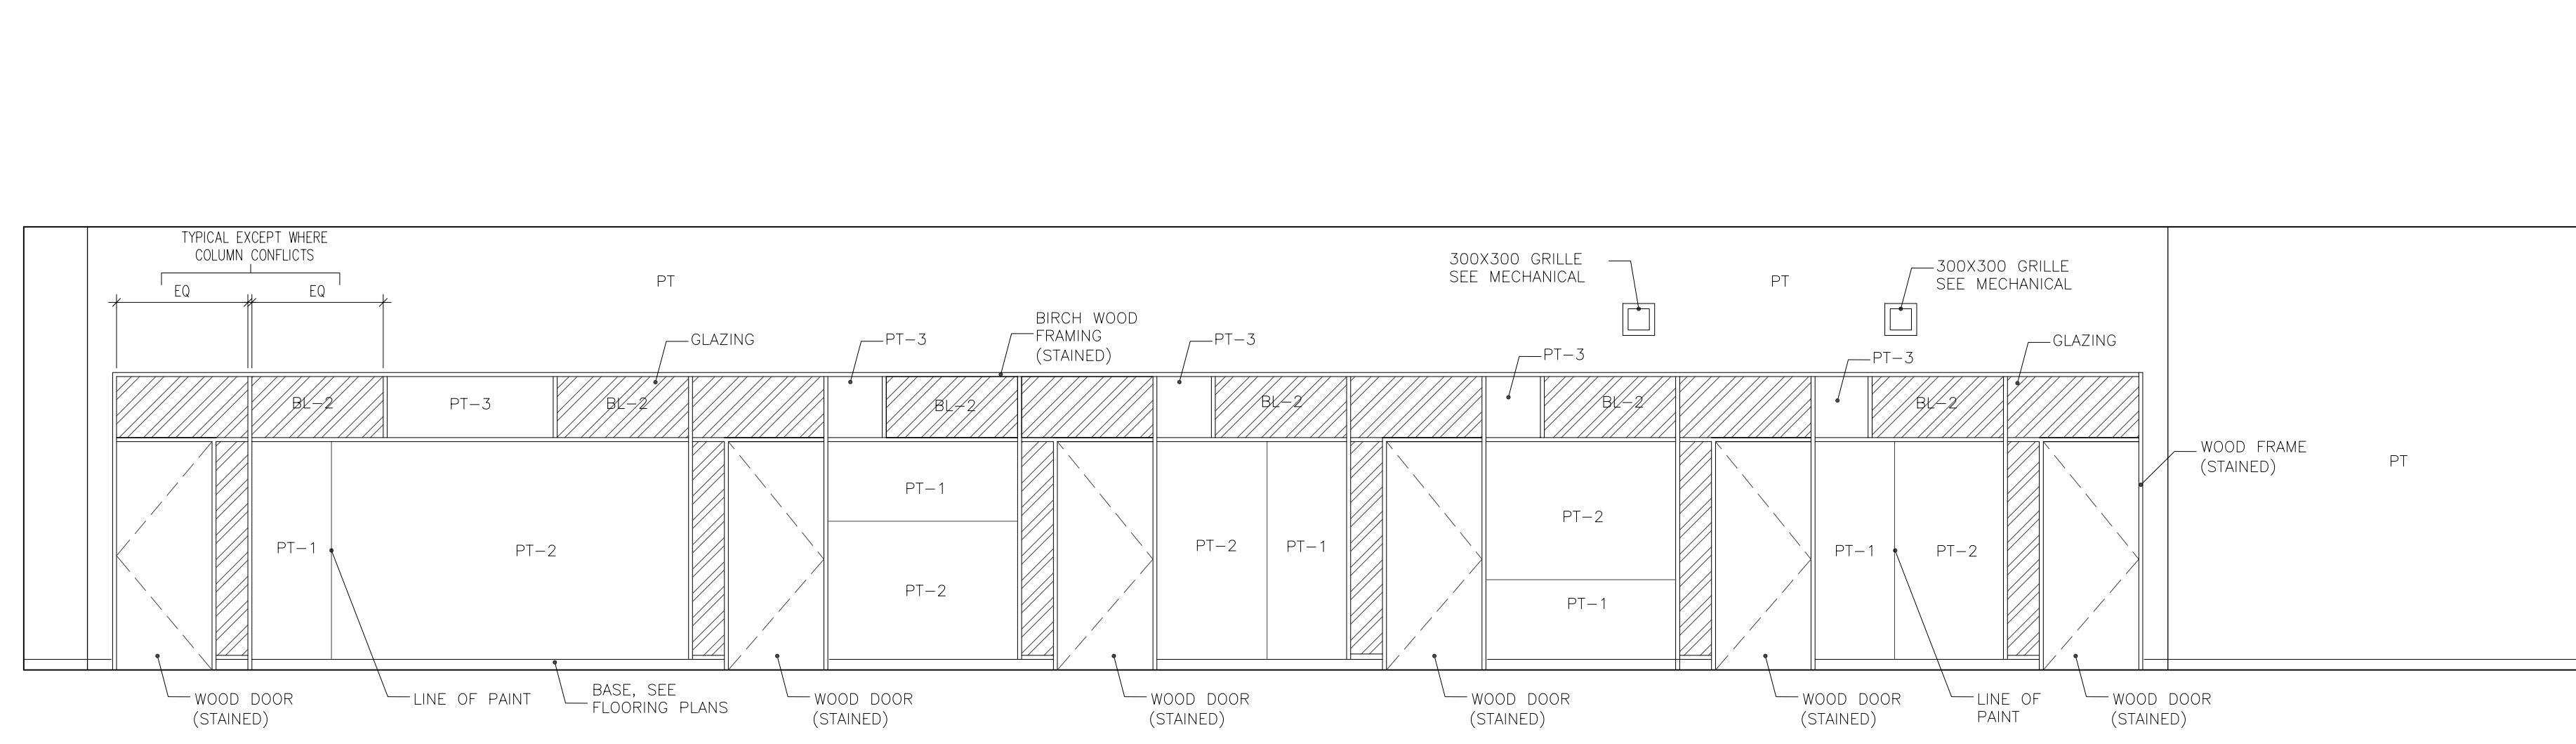 TYPICAL EXCEPT WHERE
COLUMN CONFLICTS
EQ
EQ
PT
300X300 GRILLE
SEE MECHANICAL
PT
300X300 GRILLE
SEE MECHANICAL
GLAZING
PT-3
BIRCH WOOD
FRAMING
(STAINED)
PT-3
PT-3
PT-3
GLAZING
BL-2
PT-3
BL-2
BL-2
BL-2
BL-2
BL-2
WOOD FRAME
(STAINED)
PT
PT-1
PT-2
PT-1
PT-2
PT-2
PT-1
PT-2
PT-1
PT-1
PT-2
WOOD DOOR
(STAINED)
LINE OF PAINT
BASE, SEE
FLOORING PLANS
WOOD DOOR
(STAINED)
WOOD DOOR
(STAINED)
WOOD DOOR
(STAINED)
WOOD DOOR
(STAINED)
LINE OF
PAINT
WOOD DOOR
(STAINED)